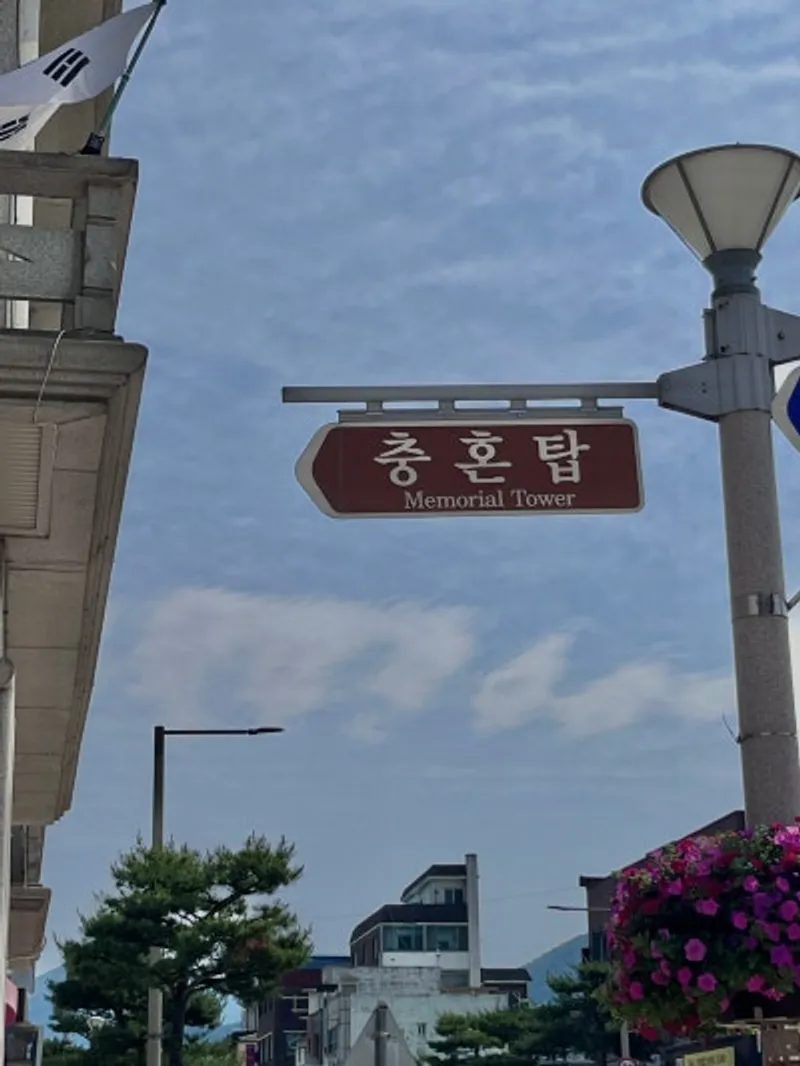 충혼탑
Memorial Tower